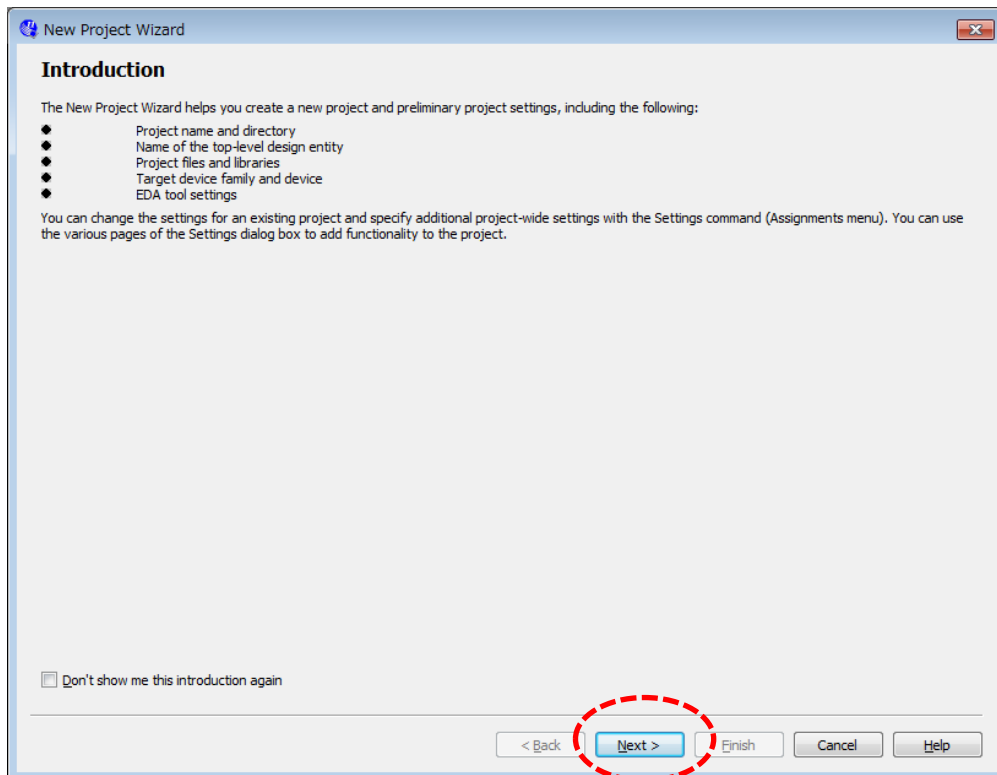 New Project Wizard
Introduction
The New Project Wizard helps you create a new project and preliminary project settings, including the following:
Project name and directory
Name of the top-level design entity
Project files and libraries
Target device family and device
EDA tool settings
You can change the settings for an existing project and specify additional project-wide settings with the Settings command (Assignments menu). You can use
the various pages of the Settings dialog box to add functionality to the project.
Don't show me this introduction again
< Back Next > Finish Cancel Help